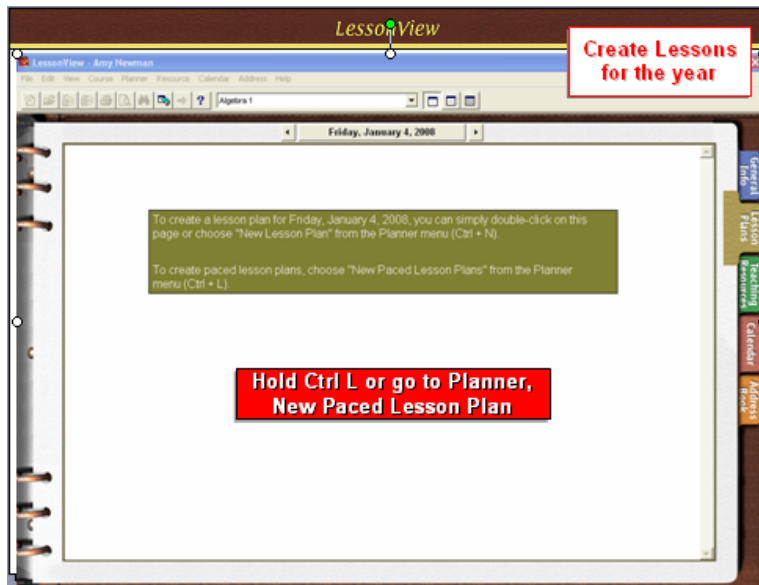 LessonView
Create Lessons
for the year
LessonView - Amy Newman
File Edit View Course Planner Resource Calendar Address Help
Algebra 1
Friday, January 4, 2008
To create a lesson plan for Friday, January 4, 2008, you can simply double-click on this
page or choose "New Lesson Plan" from the Planner menu (Ctrl + N).
To create paced lesson plans, choose "New Paced Lesson Plans" from the Planner
menu (Ctrl + L).
Hold Ctrl L or go to Planner,
New Paced Lesson Plan
General
Info
Lesson
Plans
Teaching
Resources
Calendar
Address
Book